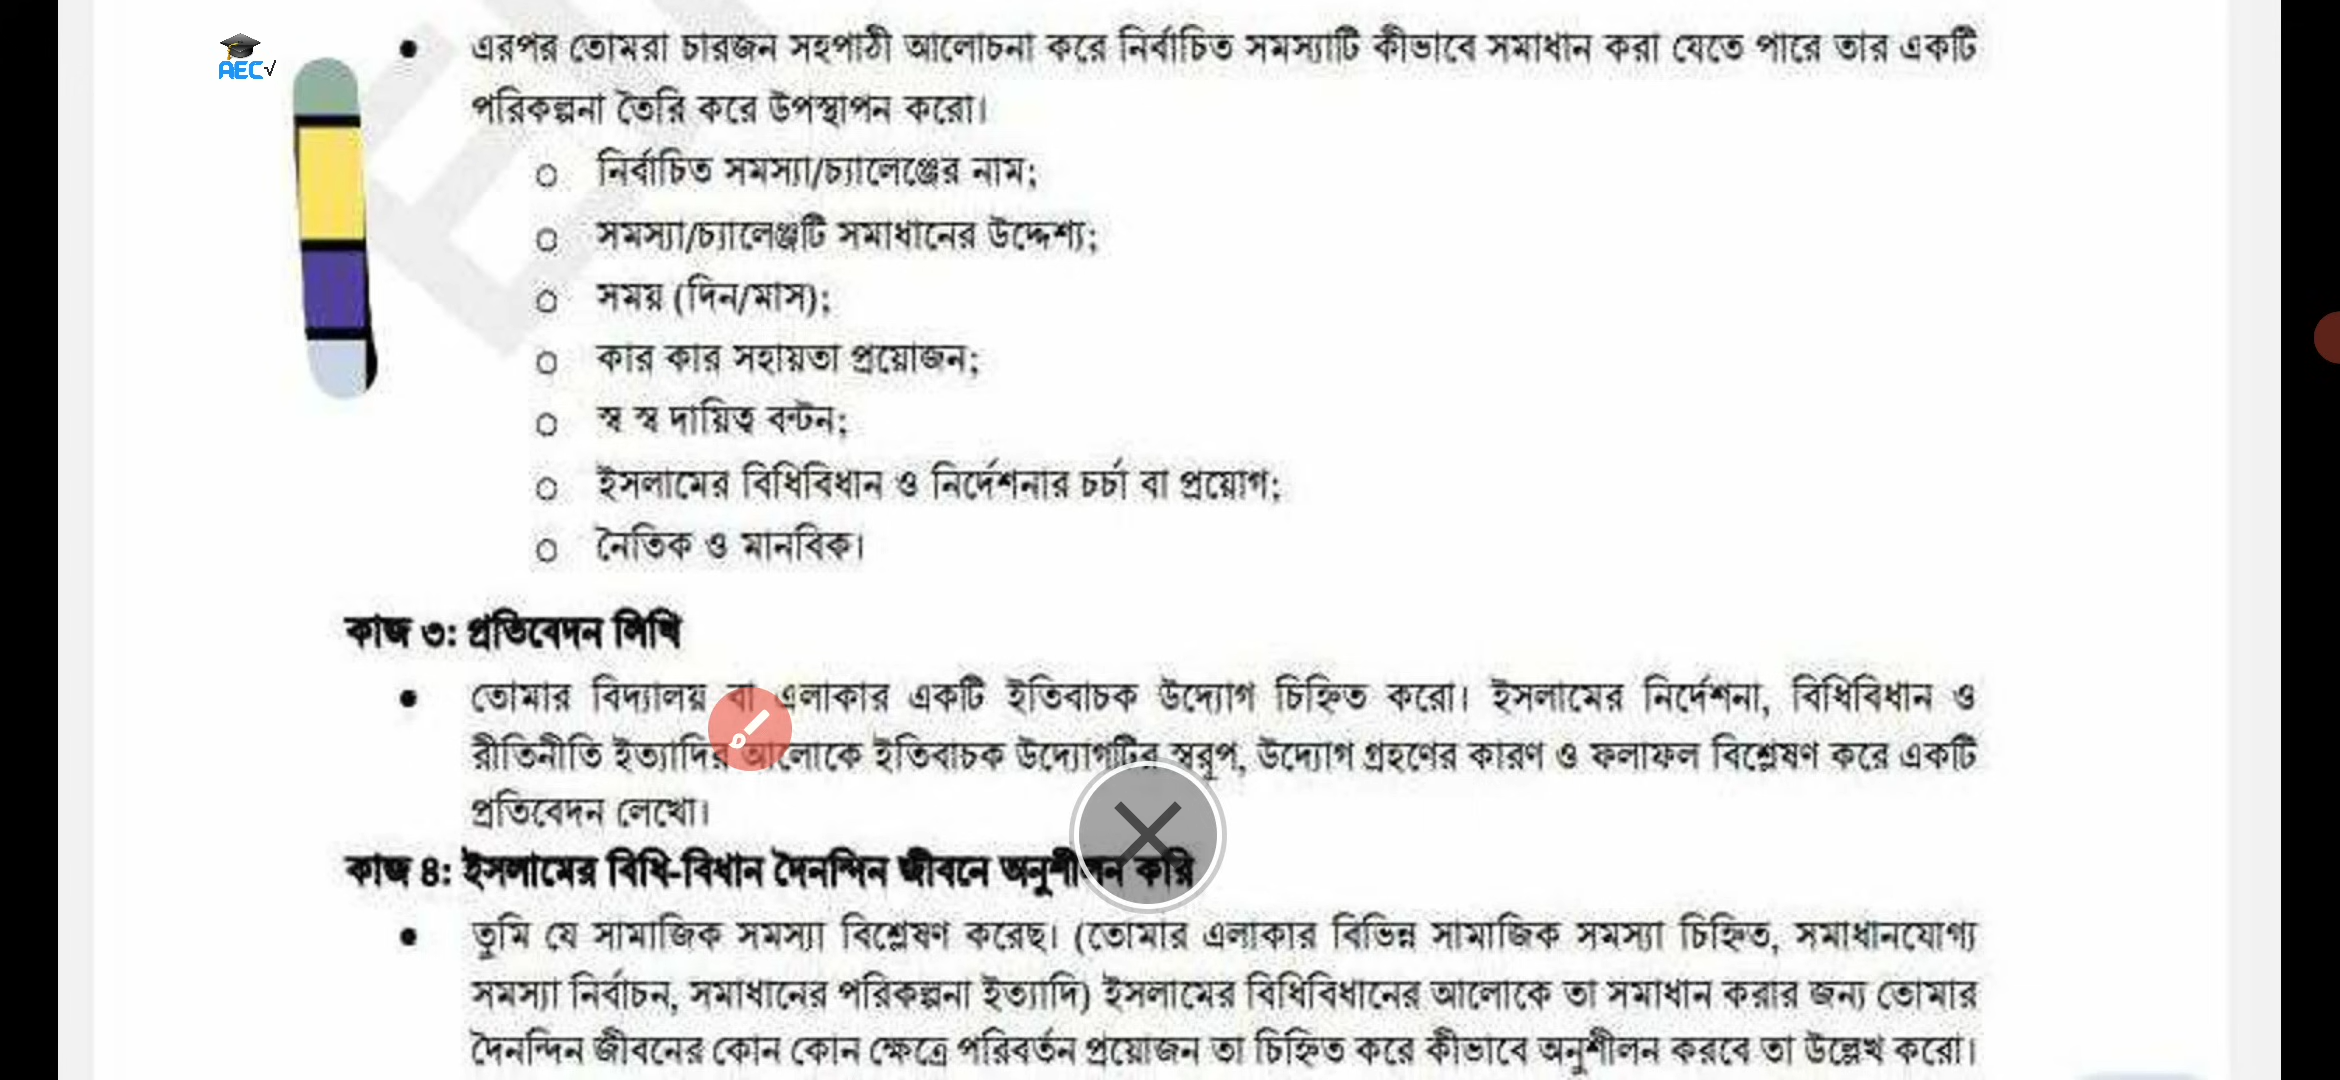 AEC√
• এরপর তোমরা চারজন সহপাঠী আলোচনা করে নির্বাচিত সমস্যাটি কীভাবে সমাধান করা যেতে পারে তার একটি
পরিকল্পনা তৈরি করে উপস্থাপন করো।
o নির্বাচিত সমস্যা/চ্যালেঞ্জের নাম;
o সমস্যা/চ্যালেঞ্জটি সমাধানের উদ্দেশ্য;
o সময় (দিন/মাস);
o কার কার সহায়তা প্রয়োজন;
o স্ব স্ব দায়িত্ব বন্টন;
o ইসলামের বিধিবিধান ও নির্দেশনার চর্চা বা প্রয়োগ;
o নৈতিক ও মানবিক।
কাজ ৩: প্রতিবেদন লিখি
• তোমার বিদ্যালয় বা এলাকার একটি ইতিবাচক উদ্যোগ চিহ্নিত করো। ইসলামের নির্দেশনা, বিধিবিধান ও
রীতিনীতি ইত্যাদির আলোকে ইতিবাচক উদ্যোগটির স্বরূপ, উদ্যোগ গ্রহণের কারণ ও ফলাফল বিশ্লেষণ করে একটি
প্রতিবেদন লেখো।
কাজ ৪: ইসলামের বিধি-বিধান দৈনন্দিন জীবনে অনুশীলন করি
• তুমি যে সামাজিক সমস্যা বিশ্লেষণ করেছ। (তোমার এলাকার বিভিন্ন সামাজিক সমস্যা চিহ্নিত, সমাধানযোগ্য
সমস্যা নির্বাচন, সমাধানের পরিকল্পনা ইত্যাদি) ইসলামের বিধিবিধানের আলোকে তা সমাধান করার জন্য তোমার
দৈনন্দিন জীবনের কোন কোন ক্ষেত্রে পরিবর্তন প্রয়োজন তা চিহ্নিত করে কীভাবে অনুশীলন করবে তা উল্লেখ করো।